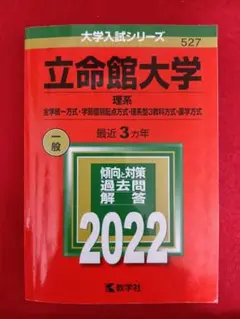 大学入試シリーズ
527
立命館大学
理系
全学統一方式・学部個別配点方式・理系型3教科方式・薬学方式
一般
最近3カ年
傾向と対策
過去問
解答
2022
教学社